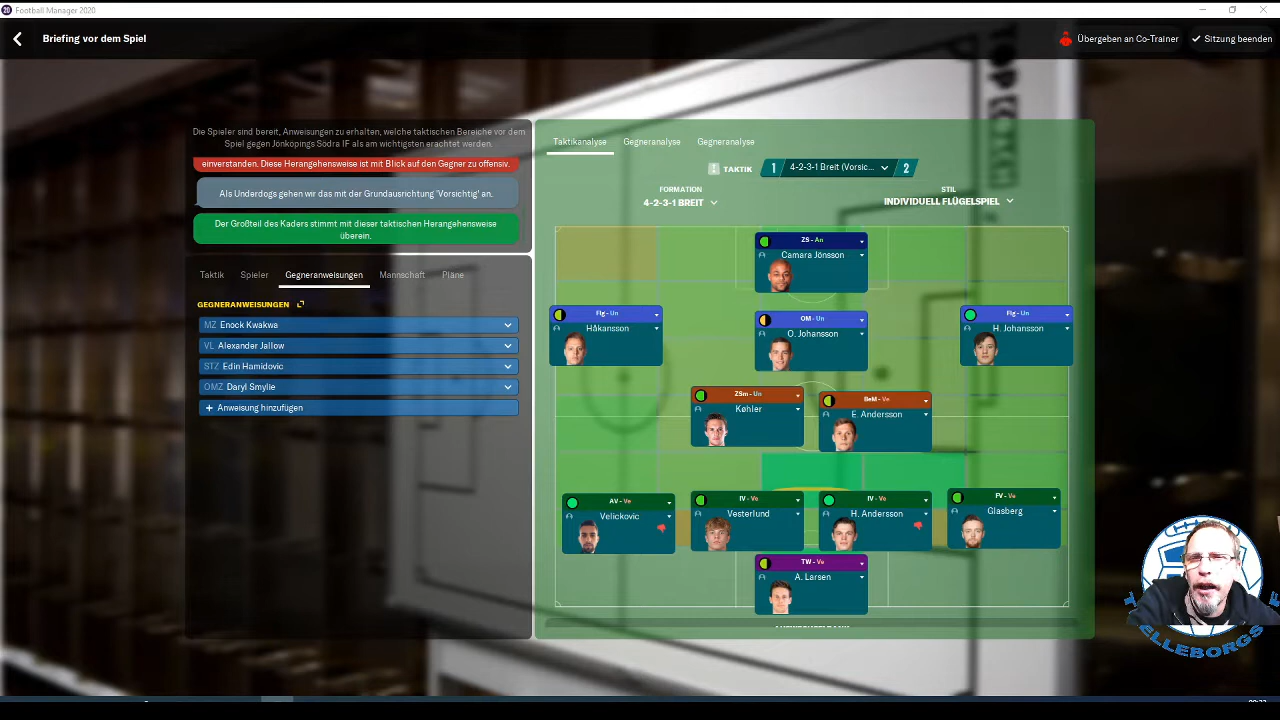 Football Manager 2020
Briefing vor dem Spiel
Übergeben an Co-Trainer
Sitzung beenden
Die Spieler sind bereit, Anweisungen zu erhalten, welche taktischen Bereiche vor dem
Spiel gegen Jönköpings Södra IF als am wichtigsten erachtet werden.
einverstanden. Diese Herangehensweise ist mit Blick auf den Gegner zu offensiv.
Als Underdogs gehen wir das mit der Grundausrichtung 'Vorsichtig' an.
Der Großteil des Kaders stimmt mit dieser taktischen Herangehensweise
überein.
Taktik Spieler Gegneranweisungen Mannschaft Pläne
GEGNERANWEISUNGEN
MZ Enock Kwakwa
VL Alexander Jallow
STZ Edin Hamidovic
OMZ Daryl Smylie
+ Anweisung hinzufügen
Taktikanalyse Gegneranalyse Gegneranalyse
TAKTIK 1 4-2-3-1 Breit (Vorsic... 2
FORMATION
4-2-3-1 BREIT
STIL
INDIVIDUELL FLÜGELSPIEL
ZS - An
Camara Jönsson
Flg - Un
Håkansson
OM - Un
O. Johansson
Flg - Un
H. Johansson
ZSm - Un
Køhler
BeM - Ve
E. Andersson
AV - Ve
Velickovic
IV - Ve
Vesterlund
IV - Ve
H. Andersson
FV - Ve
Glasberg
TW - Ve
A. Larsen